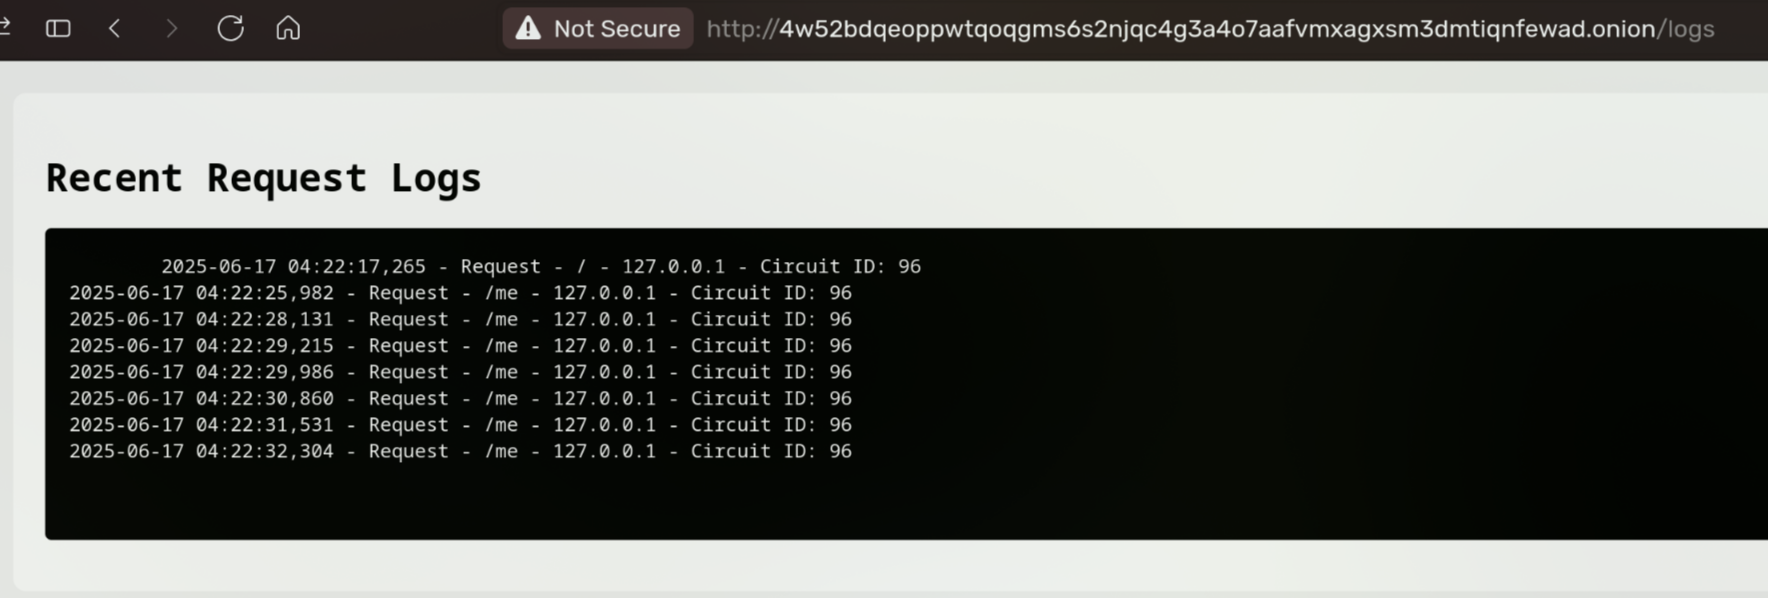 Not Secure http://4w52bdqeoppwtqoqgms6s2njqc4g3a4o7aafvmxagxsm3dmtiqnfewad.onion/logs
Recent Request Logs
2025-06-17 04:22:17,265 - Request - / - 127.0.0.1 - Circuit ID: 96
2025-06-17 04:22:25,982 - Request - /me - 127.0.0.1 - Circuit ID: 96
2025-06-17 04:22:28,131 - Request - /me - 127.0.0.1 - Circuit ID: 96
2025-06-17 04:22:29,215 - Request - /me - 127.0.0.1 - Circuit ID: 96
2025-06-17 04:22:29,986 - Request - /me - 127.0.0.1 - Circuit ID: 96
2025-06-17 04:22:30,860 - Request - /me - 127.0.0.1 - Circuit ID: 96
2025-06-17 04:22:31,531 - Request - /me - 127.0.0.1 - Circuit ID: 96
2025-06-17 04:22:32,304 - Request - /me - 127.0.0.1 - Circuit ID: 96